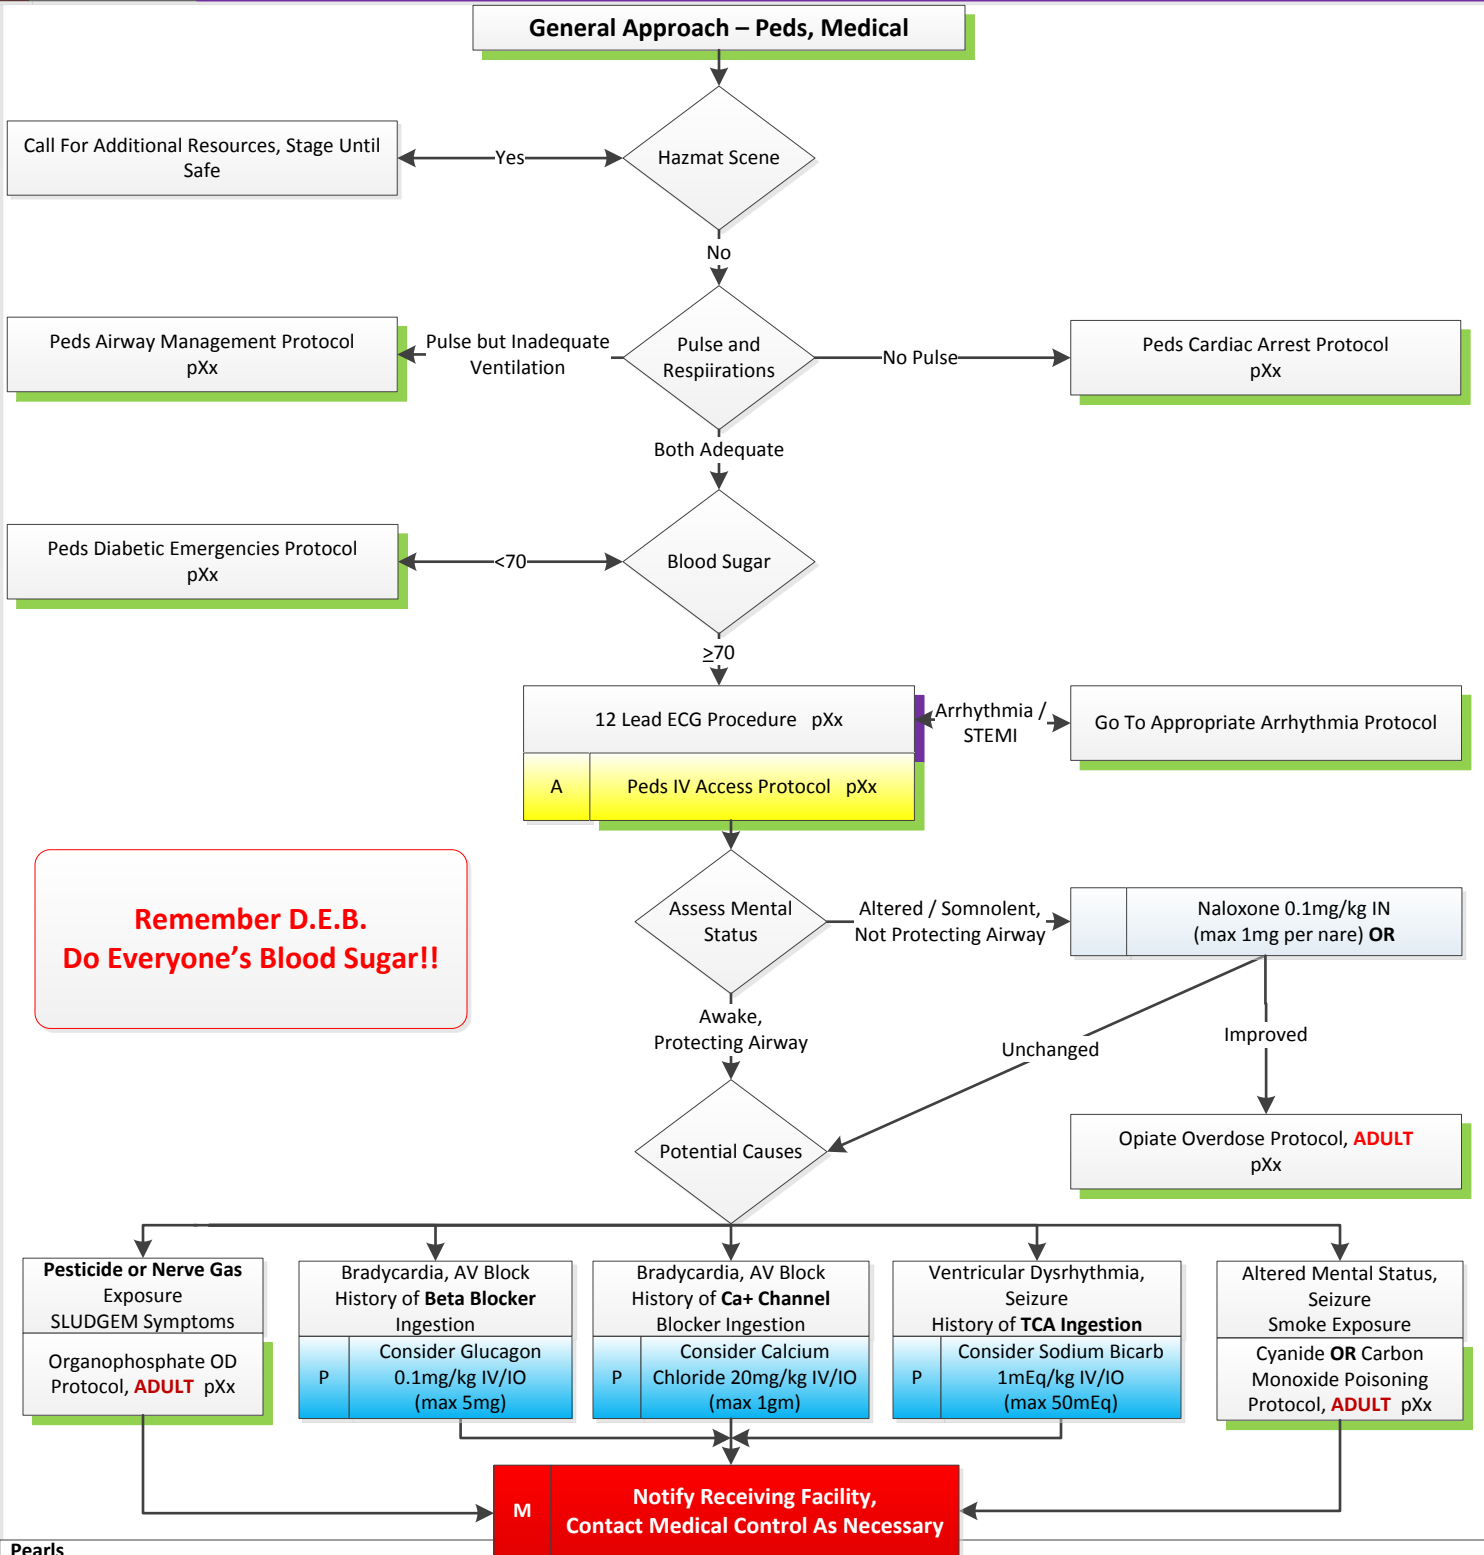 General Approach – Peds, Medical
Call For Additional Resources, Stage Until
Safe
Yes
Hazmat Scene
No
Peds Airway Management Protocol
pXx
Pulse but Inadequate
Ventilation
Pulse and
Respiirations
No Pulse
Peds Cardiac Arrest Protocol
pXx
Both Adequate
Peds Diabetic Emergencies Protocol
pXx
<70
Blood Sugar
≥70
12 Lead ECG Procedure pXx
Arrhythmia /
STEMI
Go To Appropriate Arrhythmia Protocol
A
Peds IV Access Protocol pXx
Remember D.E.B.
Do Everyone’s Blood Sugar!!
Assess Mental
Status
Altered / Somnolent,
Not Protecting Airway
Naloxone 0.1mg/kg IN
(max 1mg per nare) OR
Awake,
Protecting Airway
Unchanged
Improved
Potential Causes
Opiate Overdose Protocol, ADULT
pXx
Pesticide or Nerve Gas
Exposure
SLUDGEM Symptoms
Organophosphate OD
Protocol, ADULT pXx
Bradycardia, AV Block
History of Beta Blocker
Ingestion
P
Consider Glucagon
0.1mg/kg IV/IO
(max 5mg)
Bradycardia, AV Block
History of Ca+ Channel
Blocker Ingestion
P
Consider Calcium
Chloride 20mg/kg IV/IO
(max 1gm)
Ventricular Dysrhythmia,
Seizure
History of TCA Ingestion
P
Consider Sodium Bicarb
1mEq/kg IV/IO
(max 50mEq)
Altered Mental Status,
Seizure
Smoke Exposure
Cyanide OR Carbon
Monoxide Poisoning
Protocol, ADULT pXx
M
Notify Receiving Facility,
Contact Medical Control As Necessary
Pearls